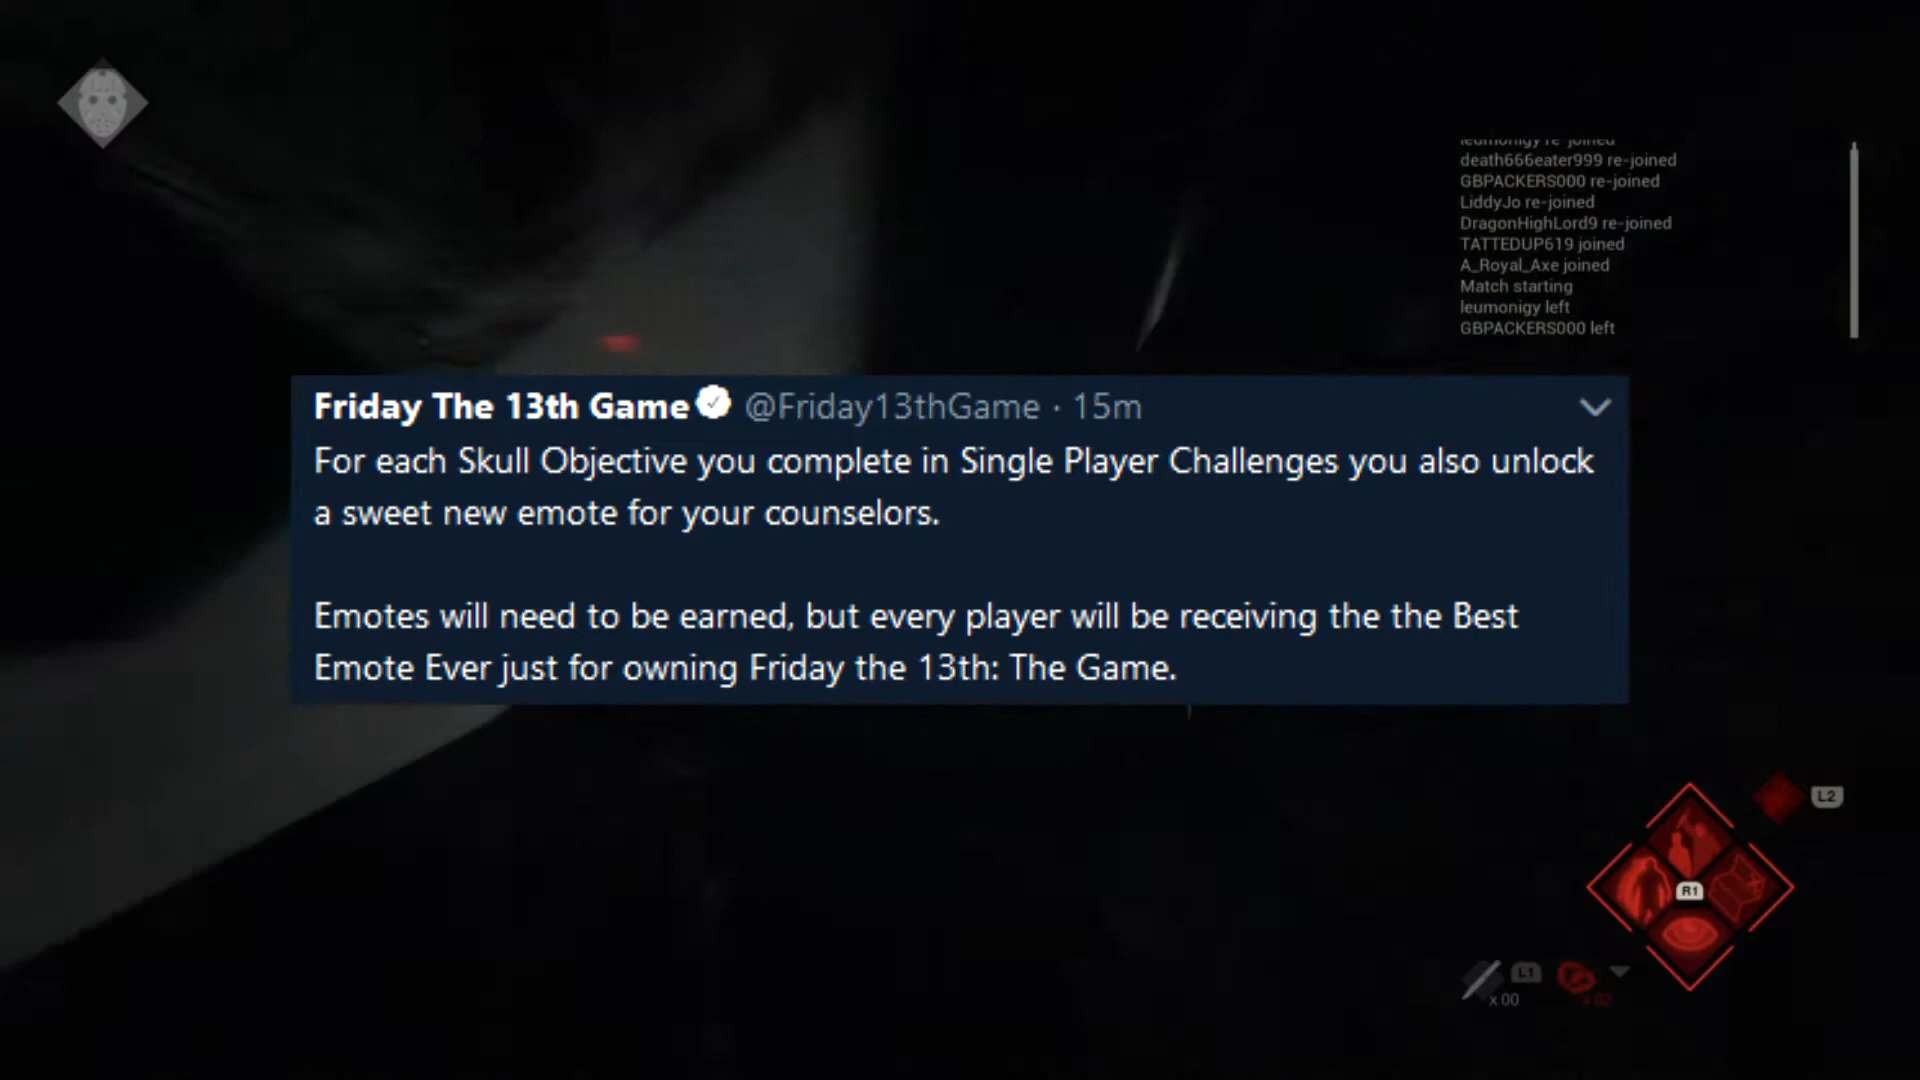 leumonigy re-joined
death666eater999 re-joined
GBPACKERS000 re-joined
LiddyJo re-joined
DragonHighLord9 re-joined
TATTEDUP619 joined
A_Royal_Axe joined
Match starting
leumonigy left
GBPACKERS000 left
Friday The 13th Game @Friday13thGame · 15m
For each Skull Objective you complete in Single Player Challenges you also unlock
a sweet new emote for your counselors.
Emotes will need to be earned, but every player will be receiving the the Best
Emote Ever just for owning Friday the 13th: The Game.
L2
R1
L1
x 00